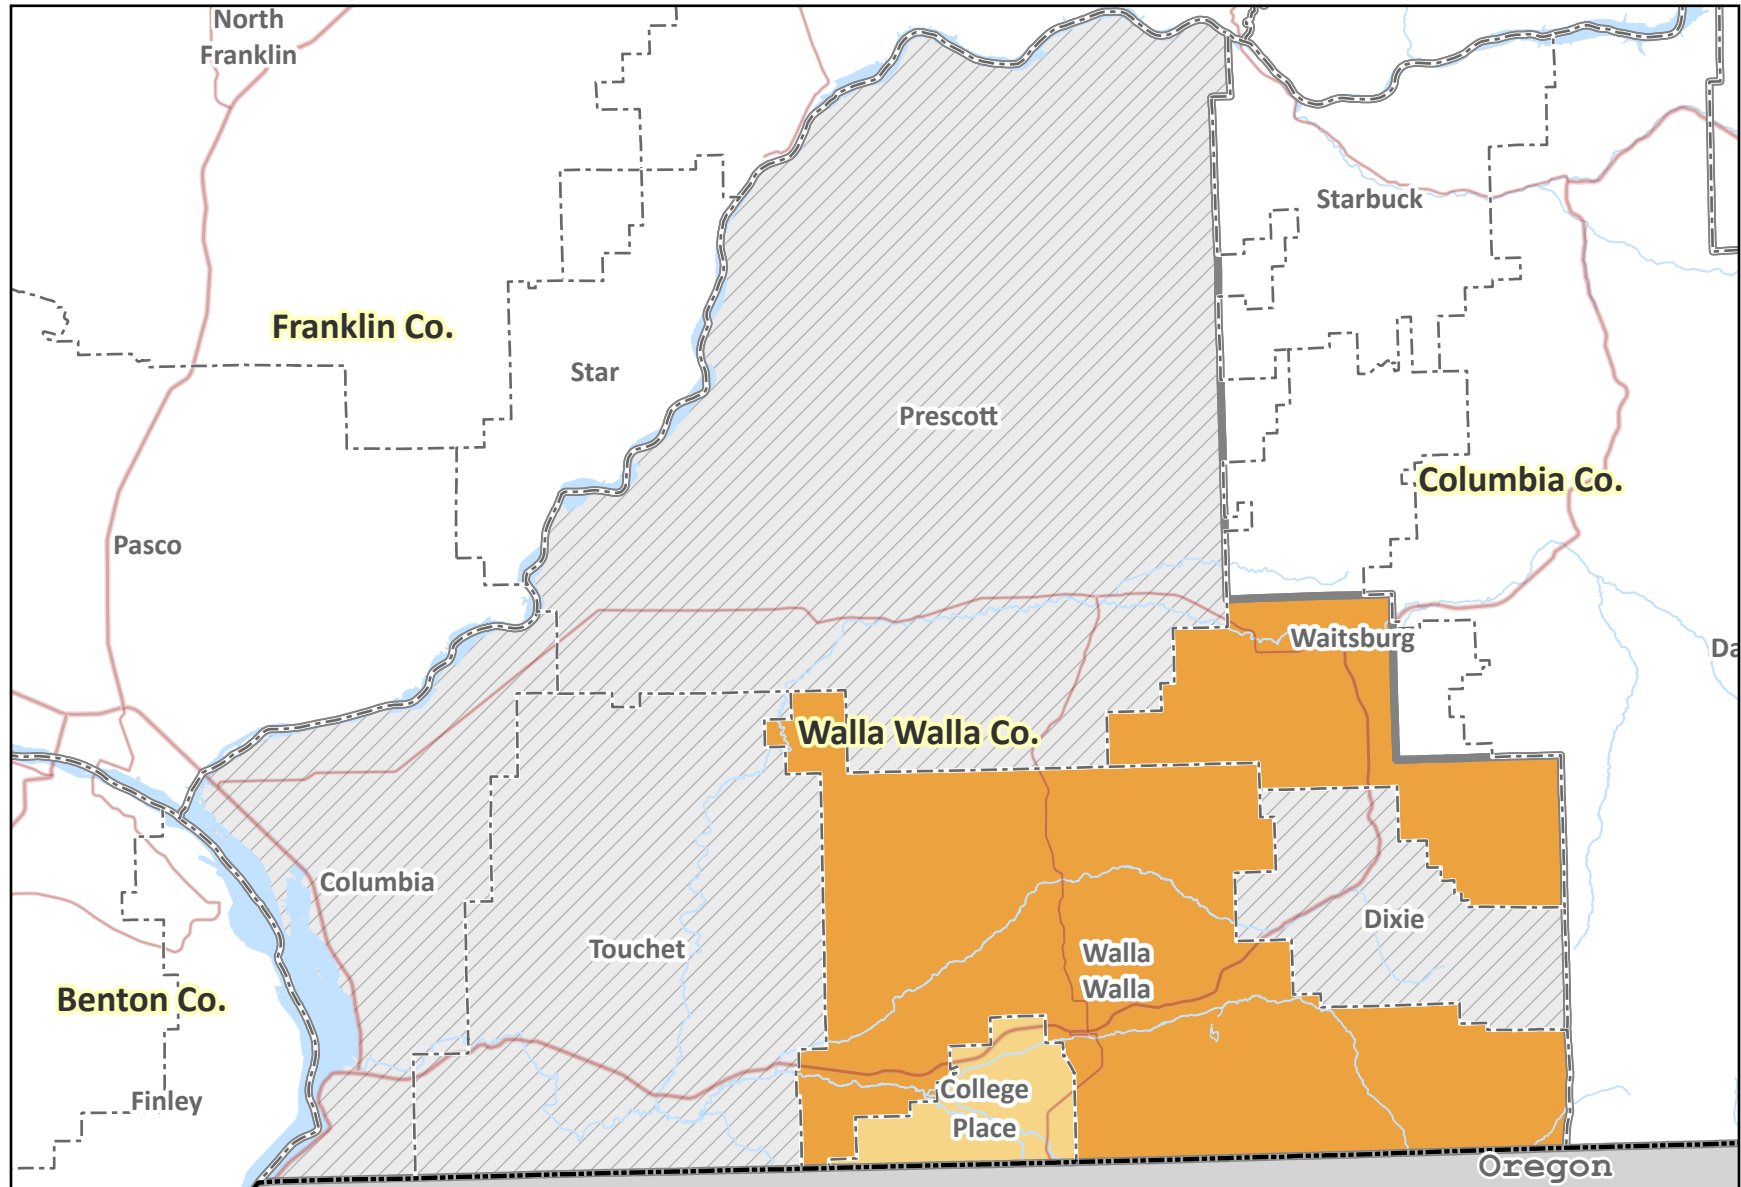 North
Franklin
Starbuck
Franklin Co.
Star
Prescott
Columbia Co.
Pasco
Waitsburg
Da
Walla Walla Co.
Columbia
Dixie
Touchet
Walla
Walla
Benton Co.
College
Place
Finley
Oregon